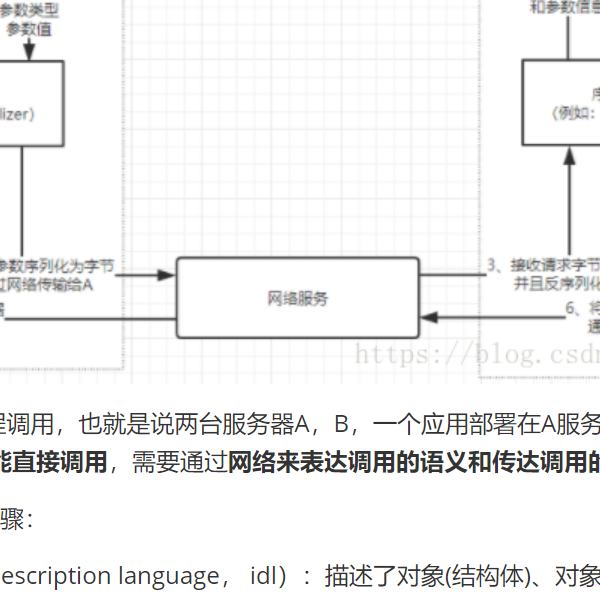 参数类型
参数值
和参数信息
lizer）
（例如：
参数序列化为字节
过网络传输给A
网络服务
3、接收请求字节
并且反序列化
6、将
通
https://blog.csdn
程调用，也就是说两台服务器A，B，一个应用部署在A服务
能直接调用，需要通过网络来表达调用的语义和传达调用的
骤：
escription language， idl）：描述了对象(结构体)、对象